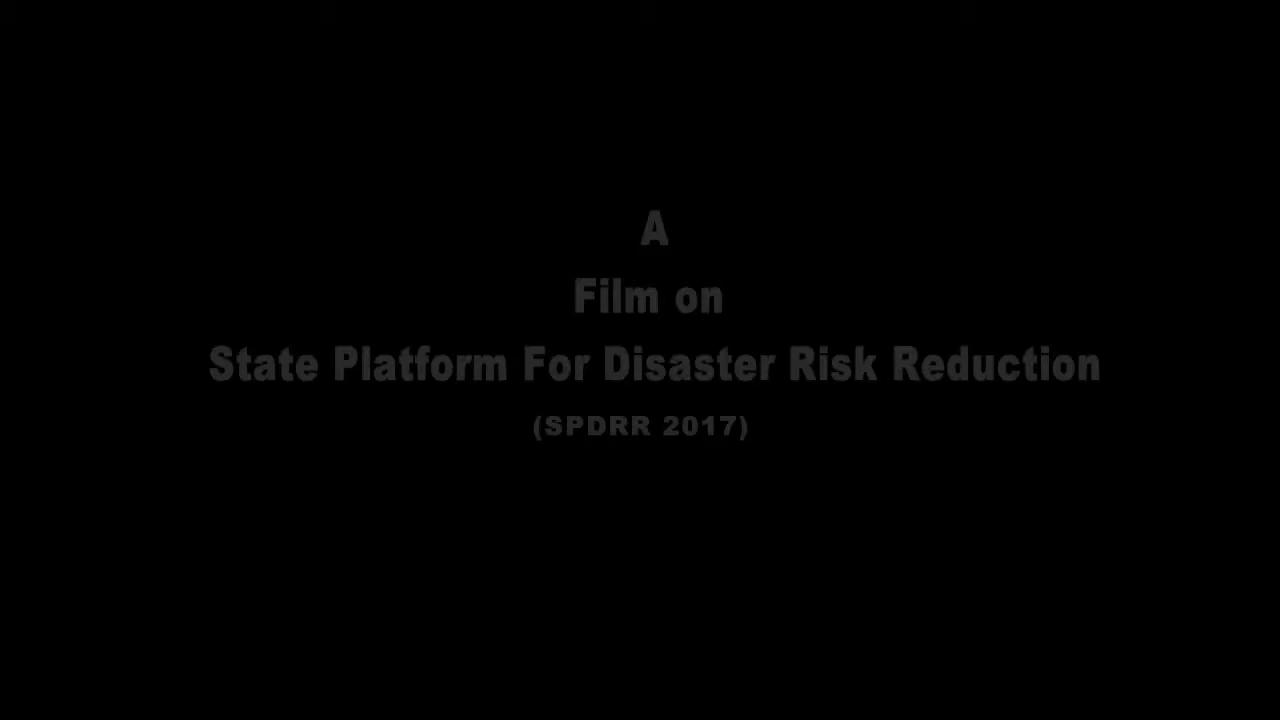 A
Film on
State Platform For Disaster Risk Reduction
(SPDRR 2017)